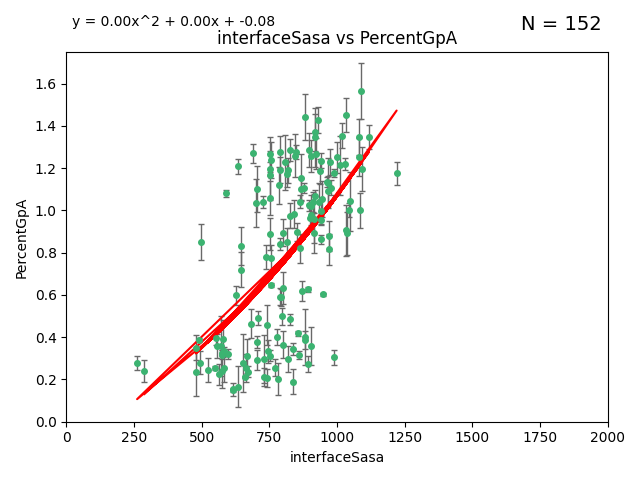 y = 0.00x^2 + 0.00x + -0.08
N = 152
interfaceSasa vs PercentGpA
PercentGpA
1.6
1.4
1.2
1.0
0.8
0.6
0.4
0.2
0.0
0 250 500 750 1000 1250 1500 1750 2000
interfaceSasa